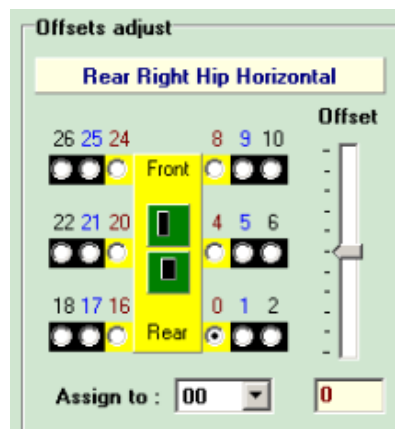 Offsets adjust
Rear Right Hip Horizontal
Offset
26 25 24 8 9 10
Front
22 21 20 4 5 6
18 17 16 0 1 2
Rear
Assign to : 00 0